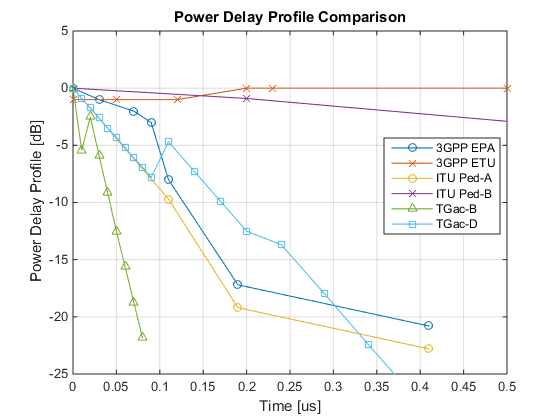 Power Delay Profile Comparison
5
0
-5
-10
-15
-20
-25
Power Delay Profile [dB]
3GPP EPA
3GPP ETU
ITU Ped-A
ITU Ped-B
TGac-B
TGac-D
0 0.05 0.1 0.15 0.2 0.25 0.3 0.35 0.4 0.45 0.5
Time [us]